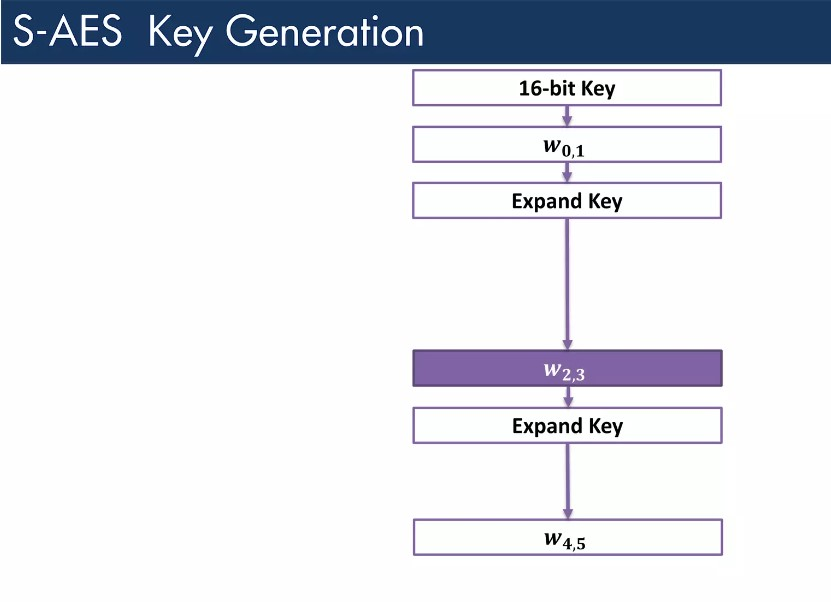 S-AES Key Generation
16-bit Key
w0,1
Expand Key
w2,3
Expand Key
w4,5